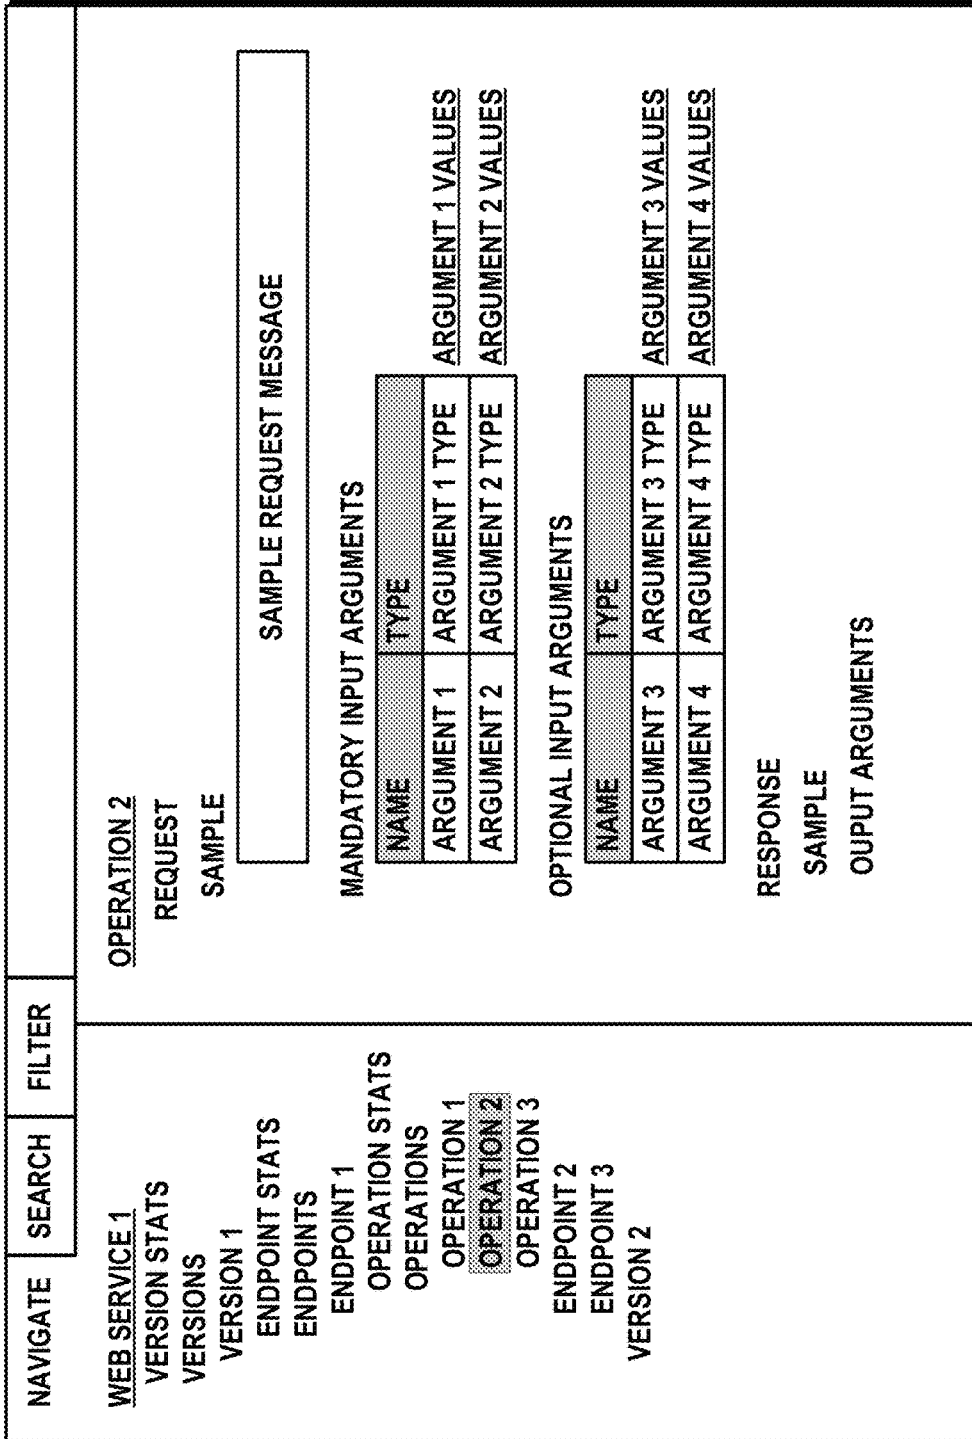 NAVIGATE SEARCH FILTER
WEB SERVICE 1
VERSION STATS
VERSIONS
VERSION 1
ENDPOINT STATS
ENDPOINTS
ENDPOINT 1
OPERATION STATS
OPERATIONS
OPERATION 1
OPERATION 2
OPERATION 3
ENDPOINT 2
ENDPOINT 3
VERSION 2
OPERATION 2
REQUEST
SAMPLE
SAMPLE REQUEST MESSAGE
MANDATORY INPUT ARGUMENTS
NAME TYPE
ARGUMENT 1 ARGUMENT 1 TYPE ARGUMENT 1 VALUES
ARGUMENT 2 ARGUMENT 2 TYPE ARGUMENT 2 VALUES
OPTIONAL INPUT ARGUMENTS
NAME TYPE
ARGUMENT 3 ARGUMENT 3 TYPE ARGUMENT 3 VALUES
ARGUMENT 4 ARGUMENT 4 TYPE ARGUMENT 4 VALUES
RESPONSE
SAMPLE
OUPUT ARGUMENTS